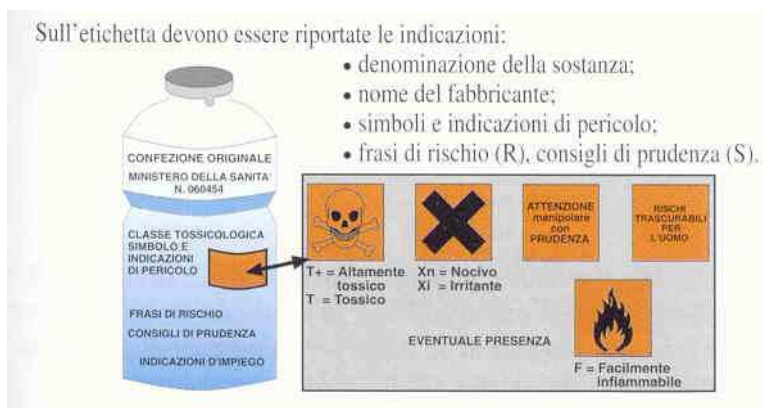 Sull'etichetta devono essere riportate le indicazioni:
• denominazione della sostanza;
• nome del fabbricante;
• simboli e indicazioni di pericolo;
• frasi di rischio (R), consigli di prudenza (S).
CONFEZIONE ORIGINALE
MINISTERO DELLA SANITA'
N. 060454
CLASSE TOSSICOLOGICA
SIMBOLO E
INDICAZIONI
DI PERICOLO
FRASI DI RISCHIO
CONSIGLI DI PRUDENZA
INDICAZIONI D'IMPIEGO
T+ = Altamente
tossico
T = Tossico
Xn = Nocivo
Xi = Irritante
ATTENZIONE
manipolare
con
PRUDENZA
RISCHI
TRASCURABILI
PER
L'UOMO
EVENTUALE PRESENZA
F = Facilmente
infiammabile